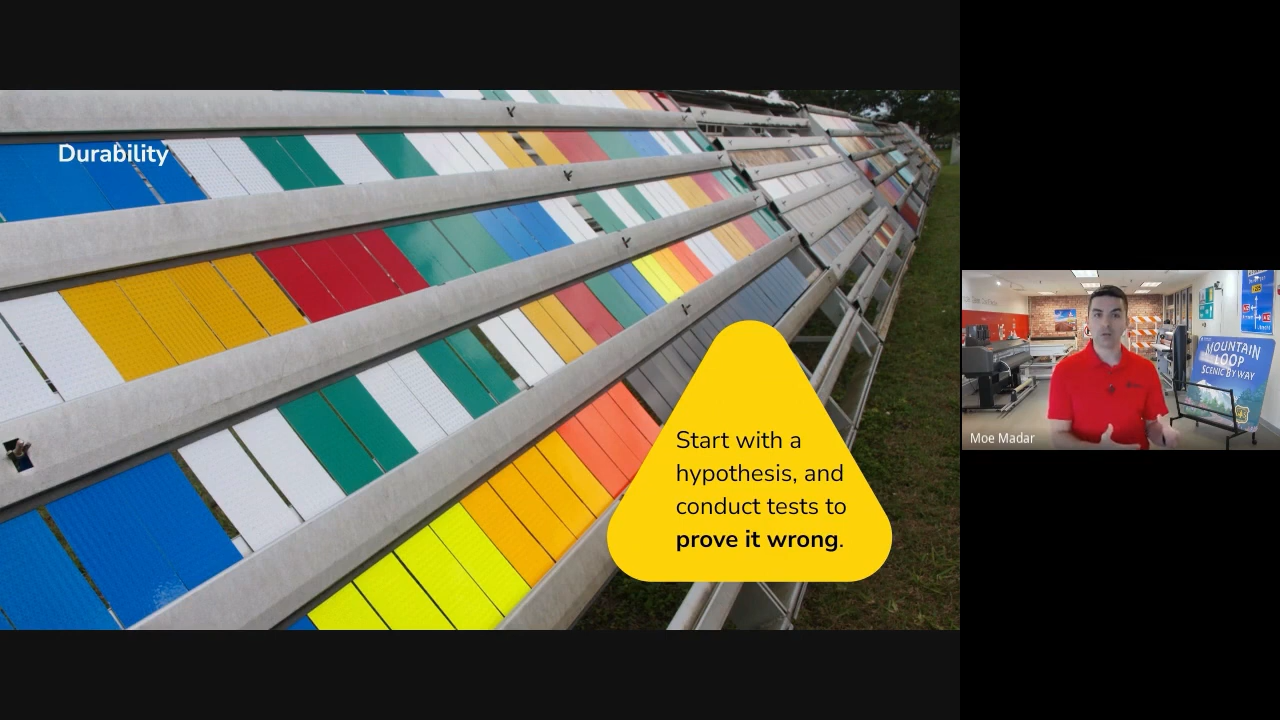 Durability
Start with a
hypothesis, and
conduct tests to
prove it wrong.
MOUNTAIN
LOOP
SCENIC BYWAY
Moe Madar